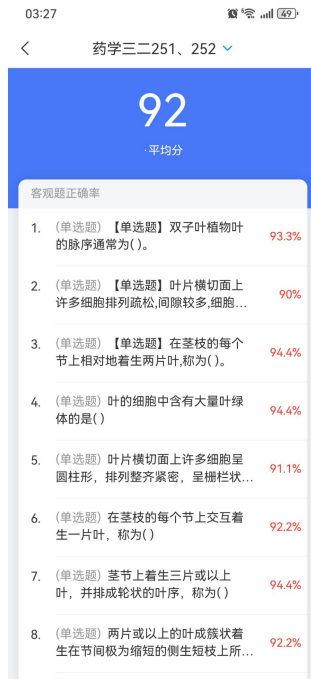 03:27
49
药学三二251、252
92
·平均分
客观题正确率
1. (单选题) 【单选题】双子叶植物叶
的脉序通常为( )。
93.3%
2. (单选题) 【单选题】叶片横切面上
许多细胞排列疏松,间隙较多,细胞...
90%
3. (单选题) 【单选题】在茎枝的每个
节上相对地着生两片叶,称为( )。
94.4%
4. (单选题) 叶的细胞中含有大量叶绿
体的是( )
94.4%
5. (单选题) 叶片横切面上许多细胞呈
圆柱形，排列整齐紧密，呈栅栏状...
91.1%
6. (单选题) 在茎枝的每个节上交互着
生一片叶，称为( )
92.2%
7. (单选题) 茎节上着生三片或以上
叶，并排成轮状的叶序，称为( )
94.4%
8. (单选题) 两片或以上的叶成簇状着
生在节间极为缩短的侧生短枝上所...
92.2%